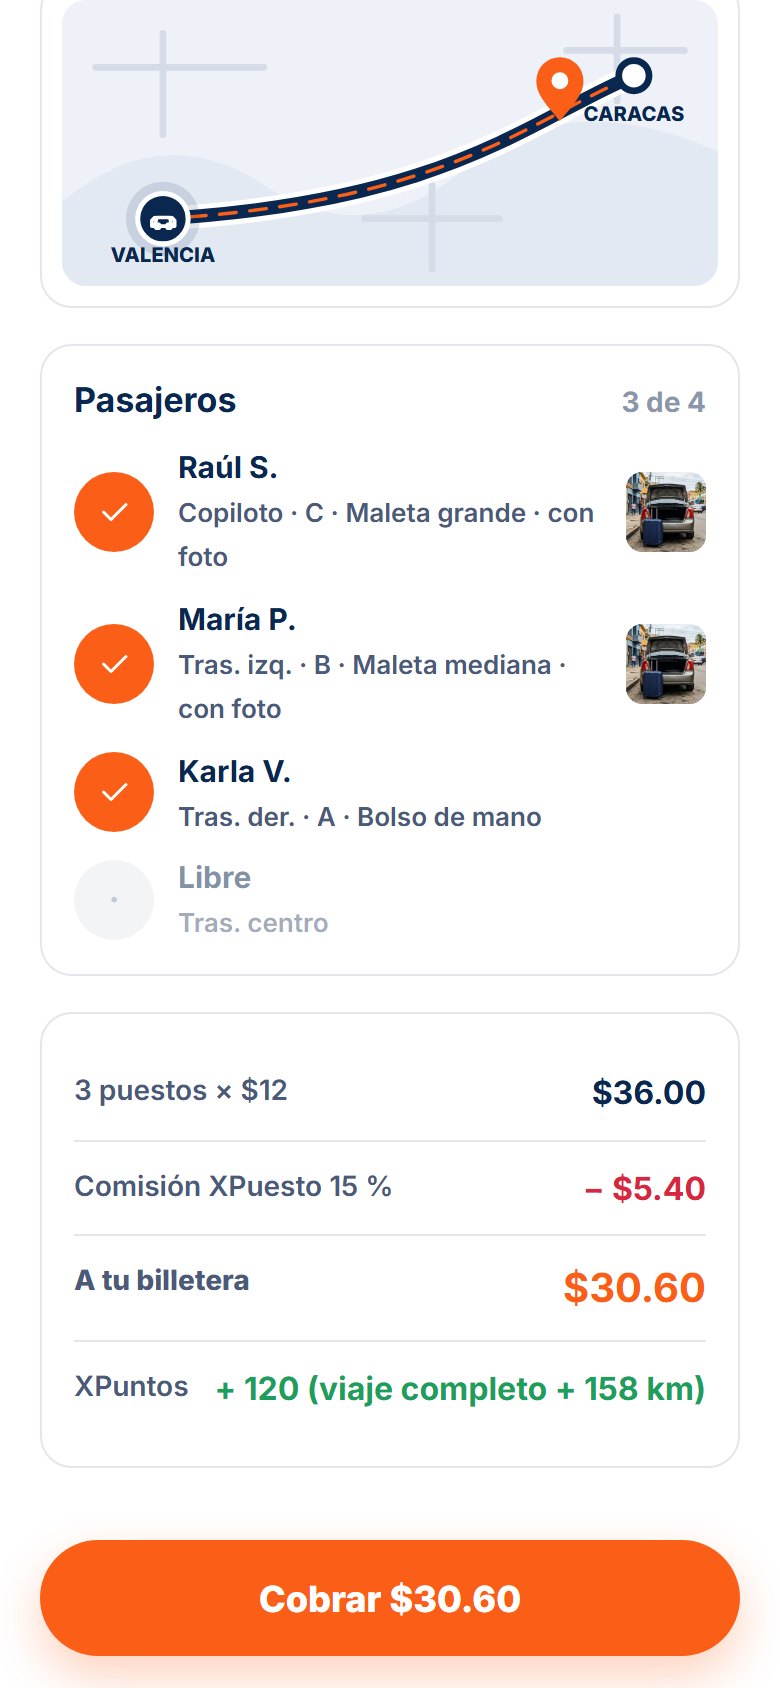 CARACAS
VALENCIA
Pasajeros
3 de 4
Raúl S.
Copiloto · C · Maleta grande · con
foto
María P.
Tras. izq. · B · Maleta mediana ·
con foto
Karla V.
Tras. der. · A · Bolso de mano
Libre
Tras. centro
3 puestos × $12
$36.00
Comisión XPuesto 15 %
– $5.40
A tu billetera
$30.60
XPuntos
+ 120 (viaje completo + 158 km)
Cobrar $30.60